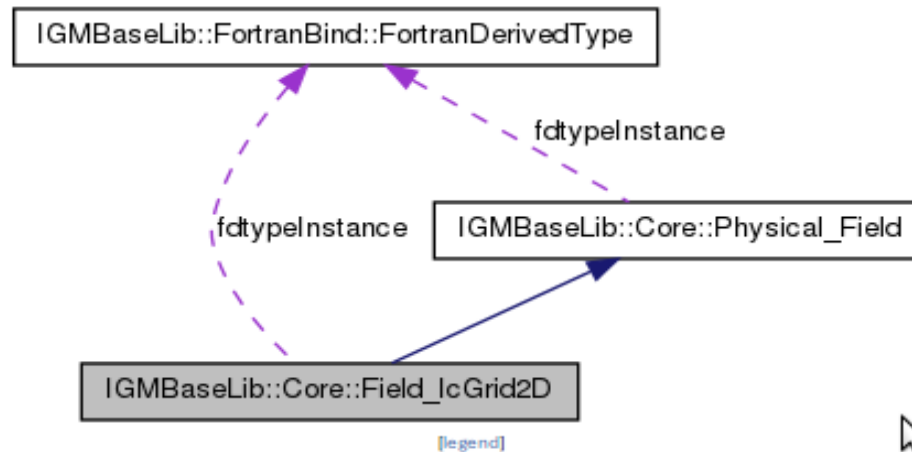 IGMBaseLib::FortranBind::FortranDerivedType
fdtypeInstance
fdtypeInstance
IGMBaseLib::Core::Physical_Field
IGMBaseLib::Core::Field_IcGrid2D
[legend]